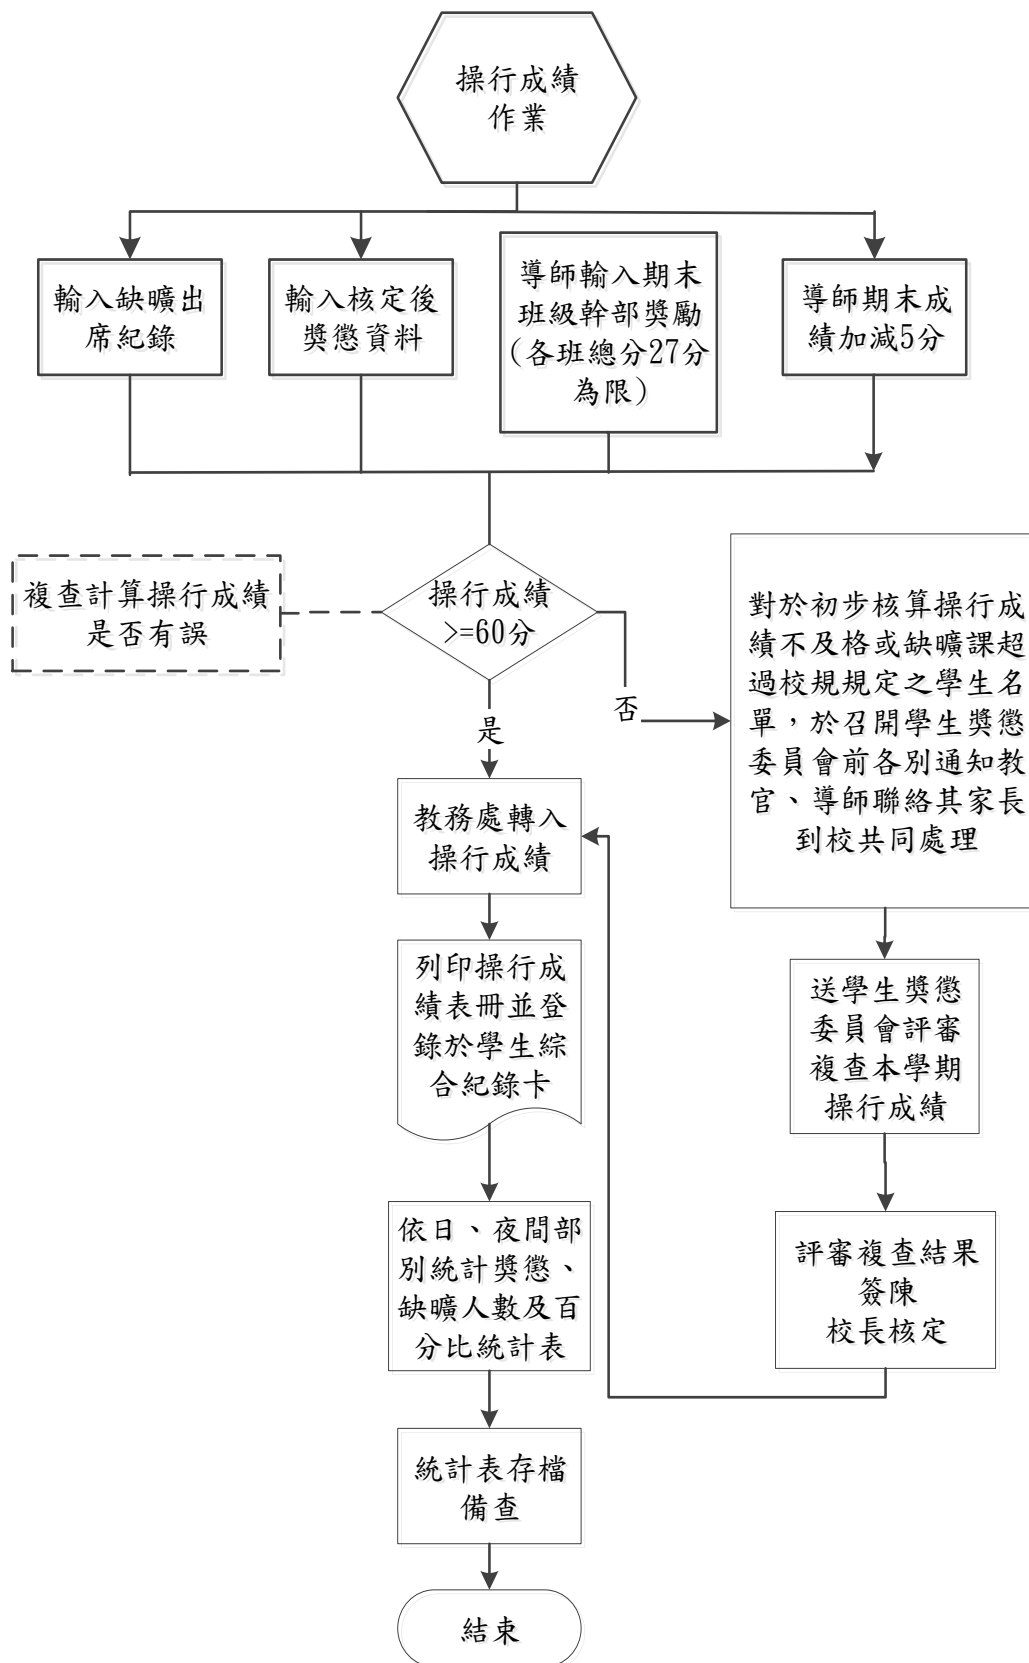 操行成績
作業
輸入缺曠出
席紀錄
輸入核定後
獎懲資料
導師輸入期末
班級幹部獎勵
(各班總分27分
為限)
導師期末成
績加減5分
複查計算操行成績
是否有誤
操行成績
>=60分
是
否
對於初步核算操行成
績不及格或缺曠課超
過校規規定之學生名
單，於召開學生獎懲
委員會前各別通知教
官、導師聯絡其家長
到校共同處理
教務處轉入
操行成績
列印操行成
績表冊並登
錄於學生綜
合紀錄卡
送學生獎懲
委員會評審
複查本學期
操行成績
依日、夜間部
別統計獎懲、
缺曠人數及百
分比統計表
評審複查結果
簽陳
校長核定
統計表存檔
備查
結束